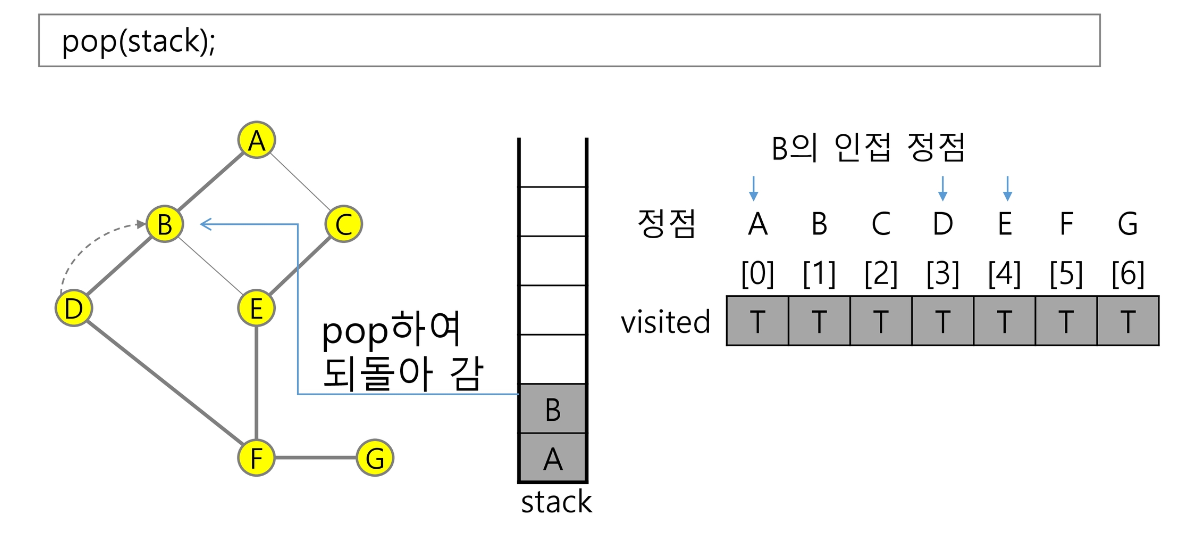 pop(stack);
A
B
C
D
E
F
G
pop하여
되돌아 감
B
A
stack
B의 인접 정점
정점 A B C D E F G
[0] [1] [2] [3] [4] [5] [6]
visited T T T T T T T